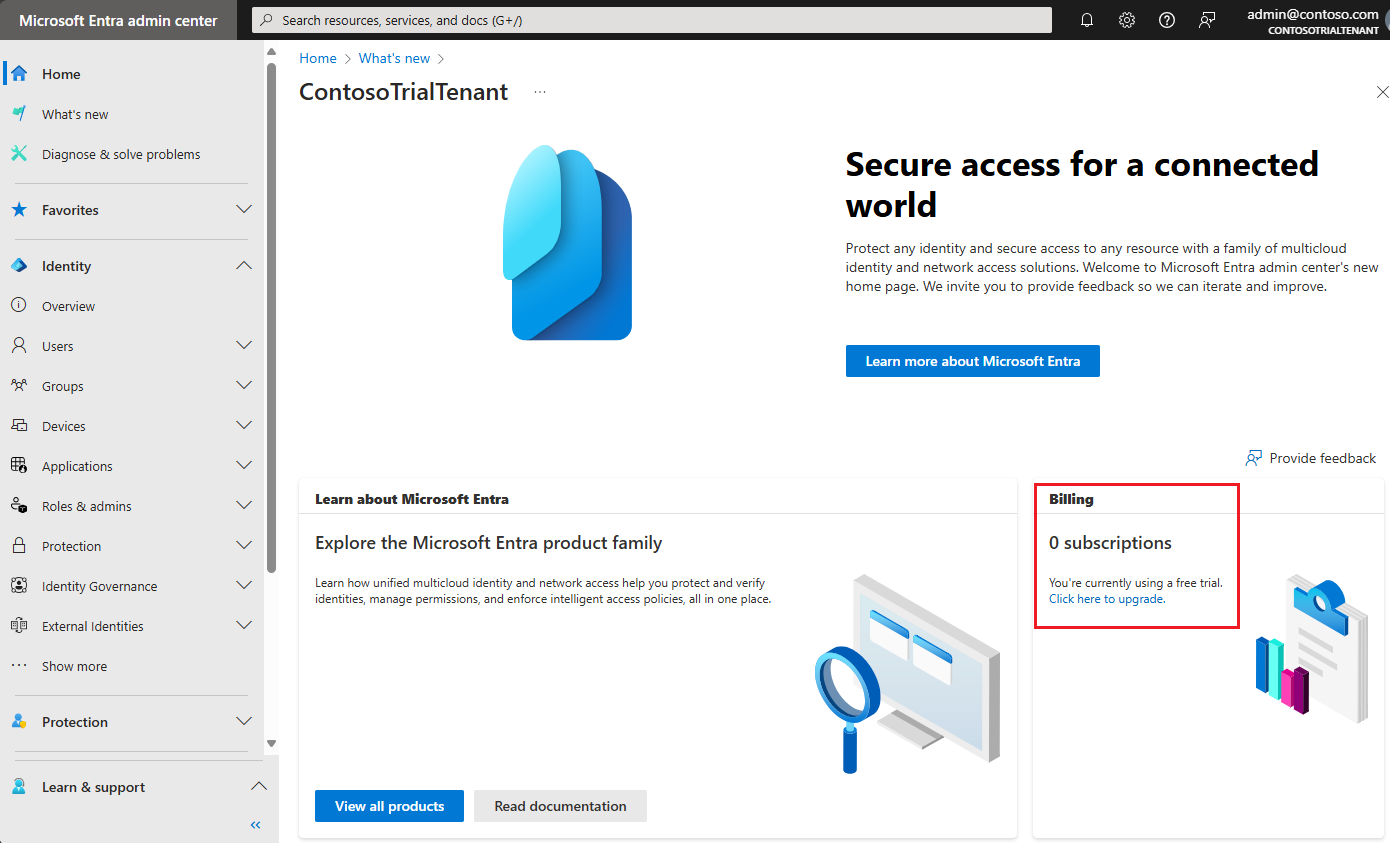 Microsoft Entra admin center
Search resources, services, and docs (G+/)
admin@contoso.com
CONTOSOTRIALTENANT
Home
What's new
Diagnose & solve problems
Favorites
Identity
Overview
Users
Groups
Devices
Applications
Roles & admins
Protection
Identity Governance
External Identities
Show more
Protection
Learn & support
Home > What's new >
ContosoTrialTenant ...
Secure access for a connected
world
Protect any identity and secure access to any resource with a family of multicloud
identity and network access solutions. Welcome to Microsoft Entra admin center's new
home page. We invite you to provide feedback so we can iterate and improve.
Learn more about Microsoft Entra
Provide feedback
Learn about Microsoft Entra
Explore the Microsoft Entra product family
Learn how unified multicloud identity and network access help you protect and verify
identities, manage permissions, and enforce intelligent access policies, all in one place.
View all products
Read documentation
Billing
0 subscriptions
You're currently using a free trial.
Click here to upgrade.